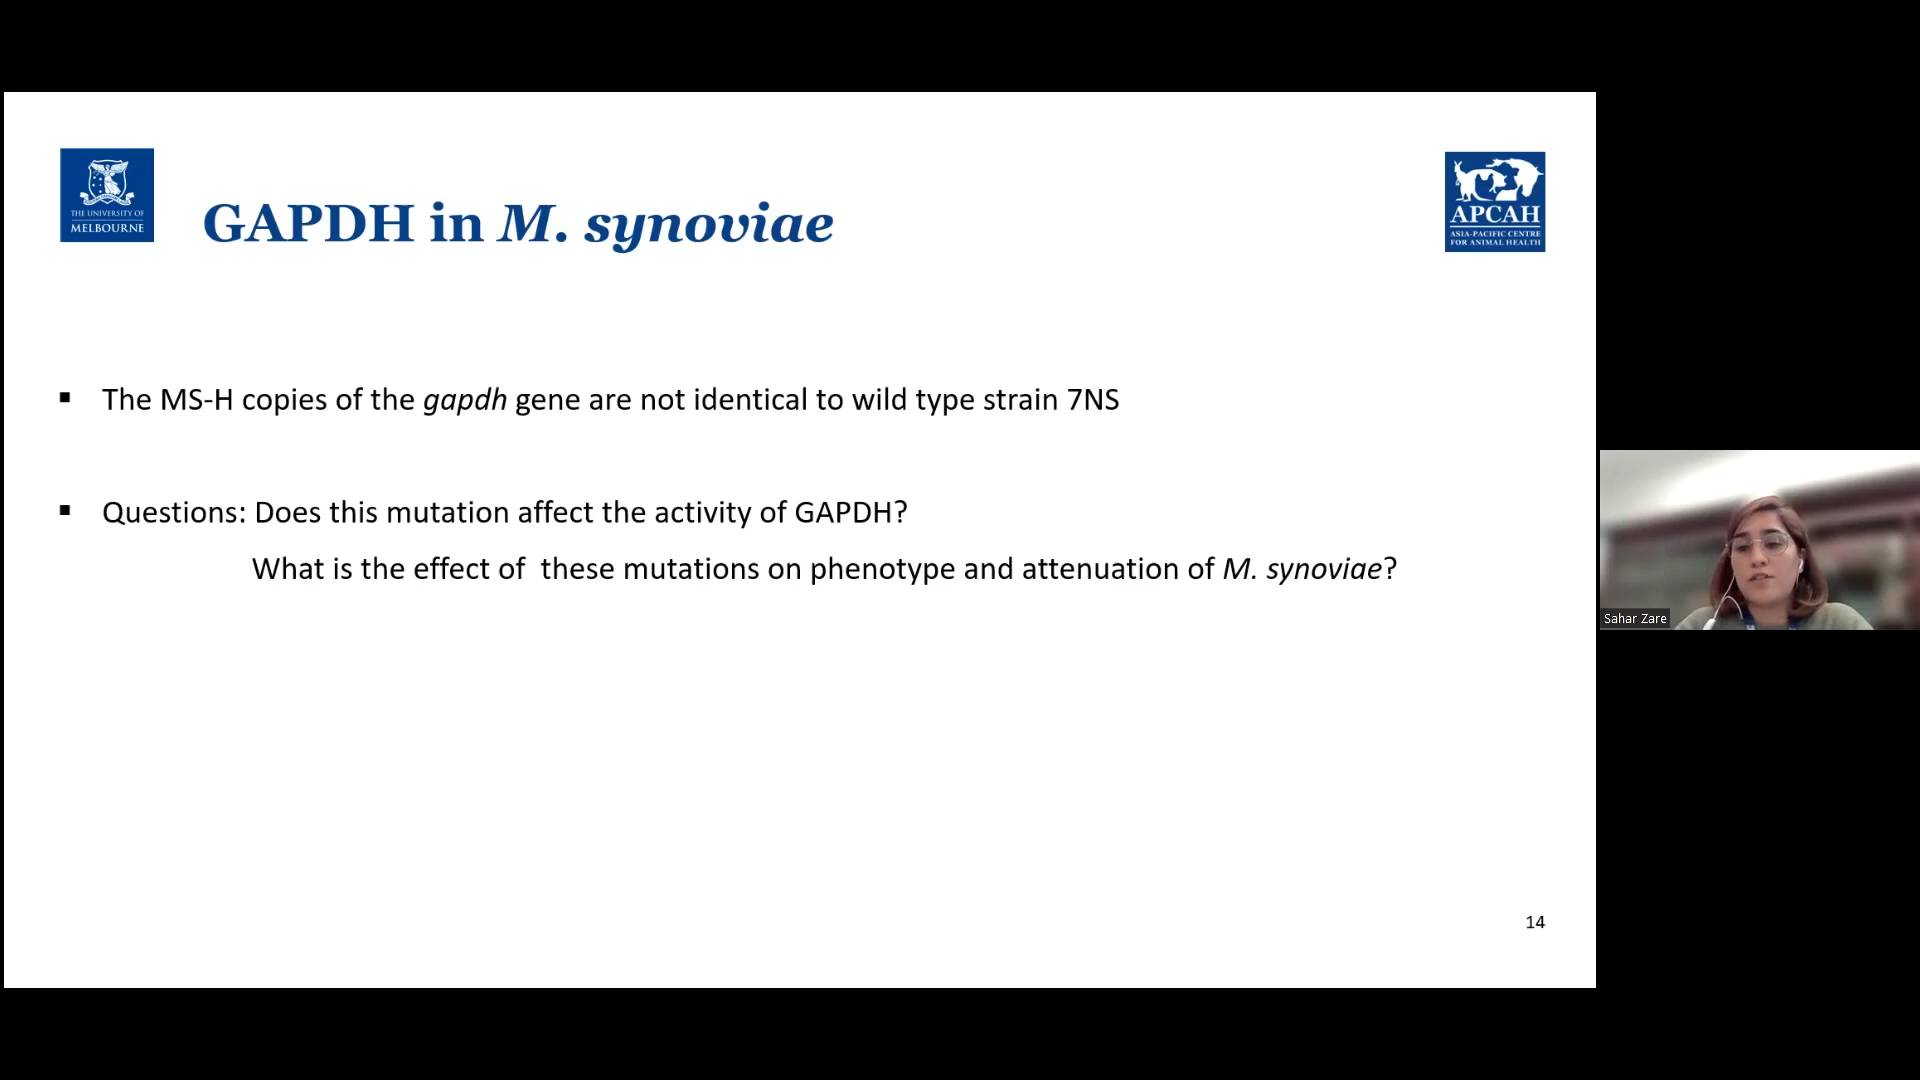 THE UNIVERSITY OF
MELBOURNE
GAPDH in M. synoviae
APCAH
ASIA-PACIFIC CENTRE
FOR ANIMAL HEALTH
▪ The MS-H copies of the gapdh gene are not identical to wild type strain 7NS
▪ Questions: Does this mutation affect the activity of GAPDH?
What is the effect of  these mutations on phenotype and attenuation of M. synoviae?
Sahar Zare
14